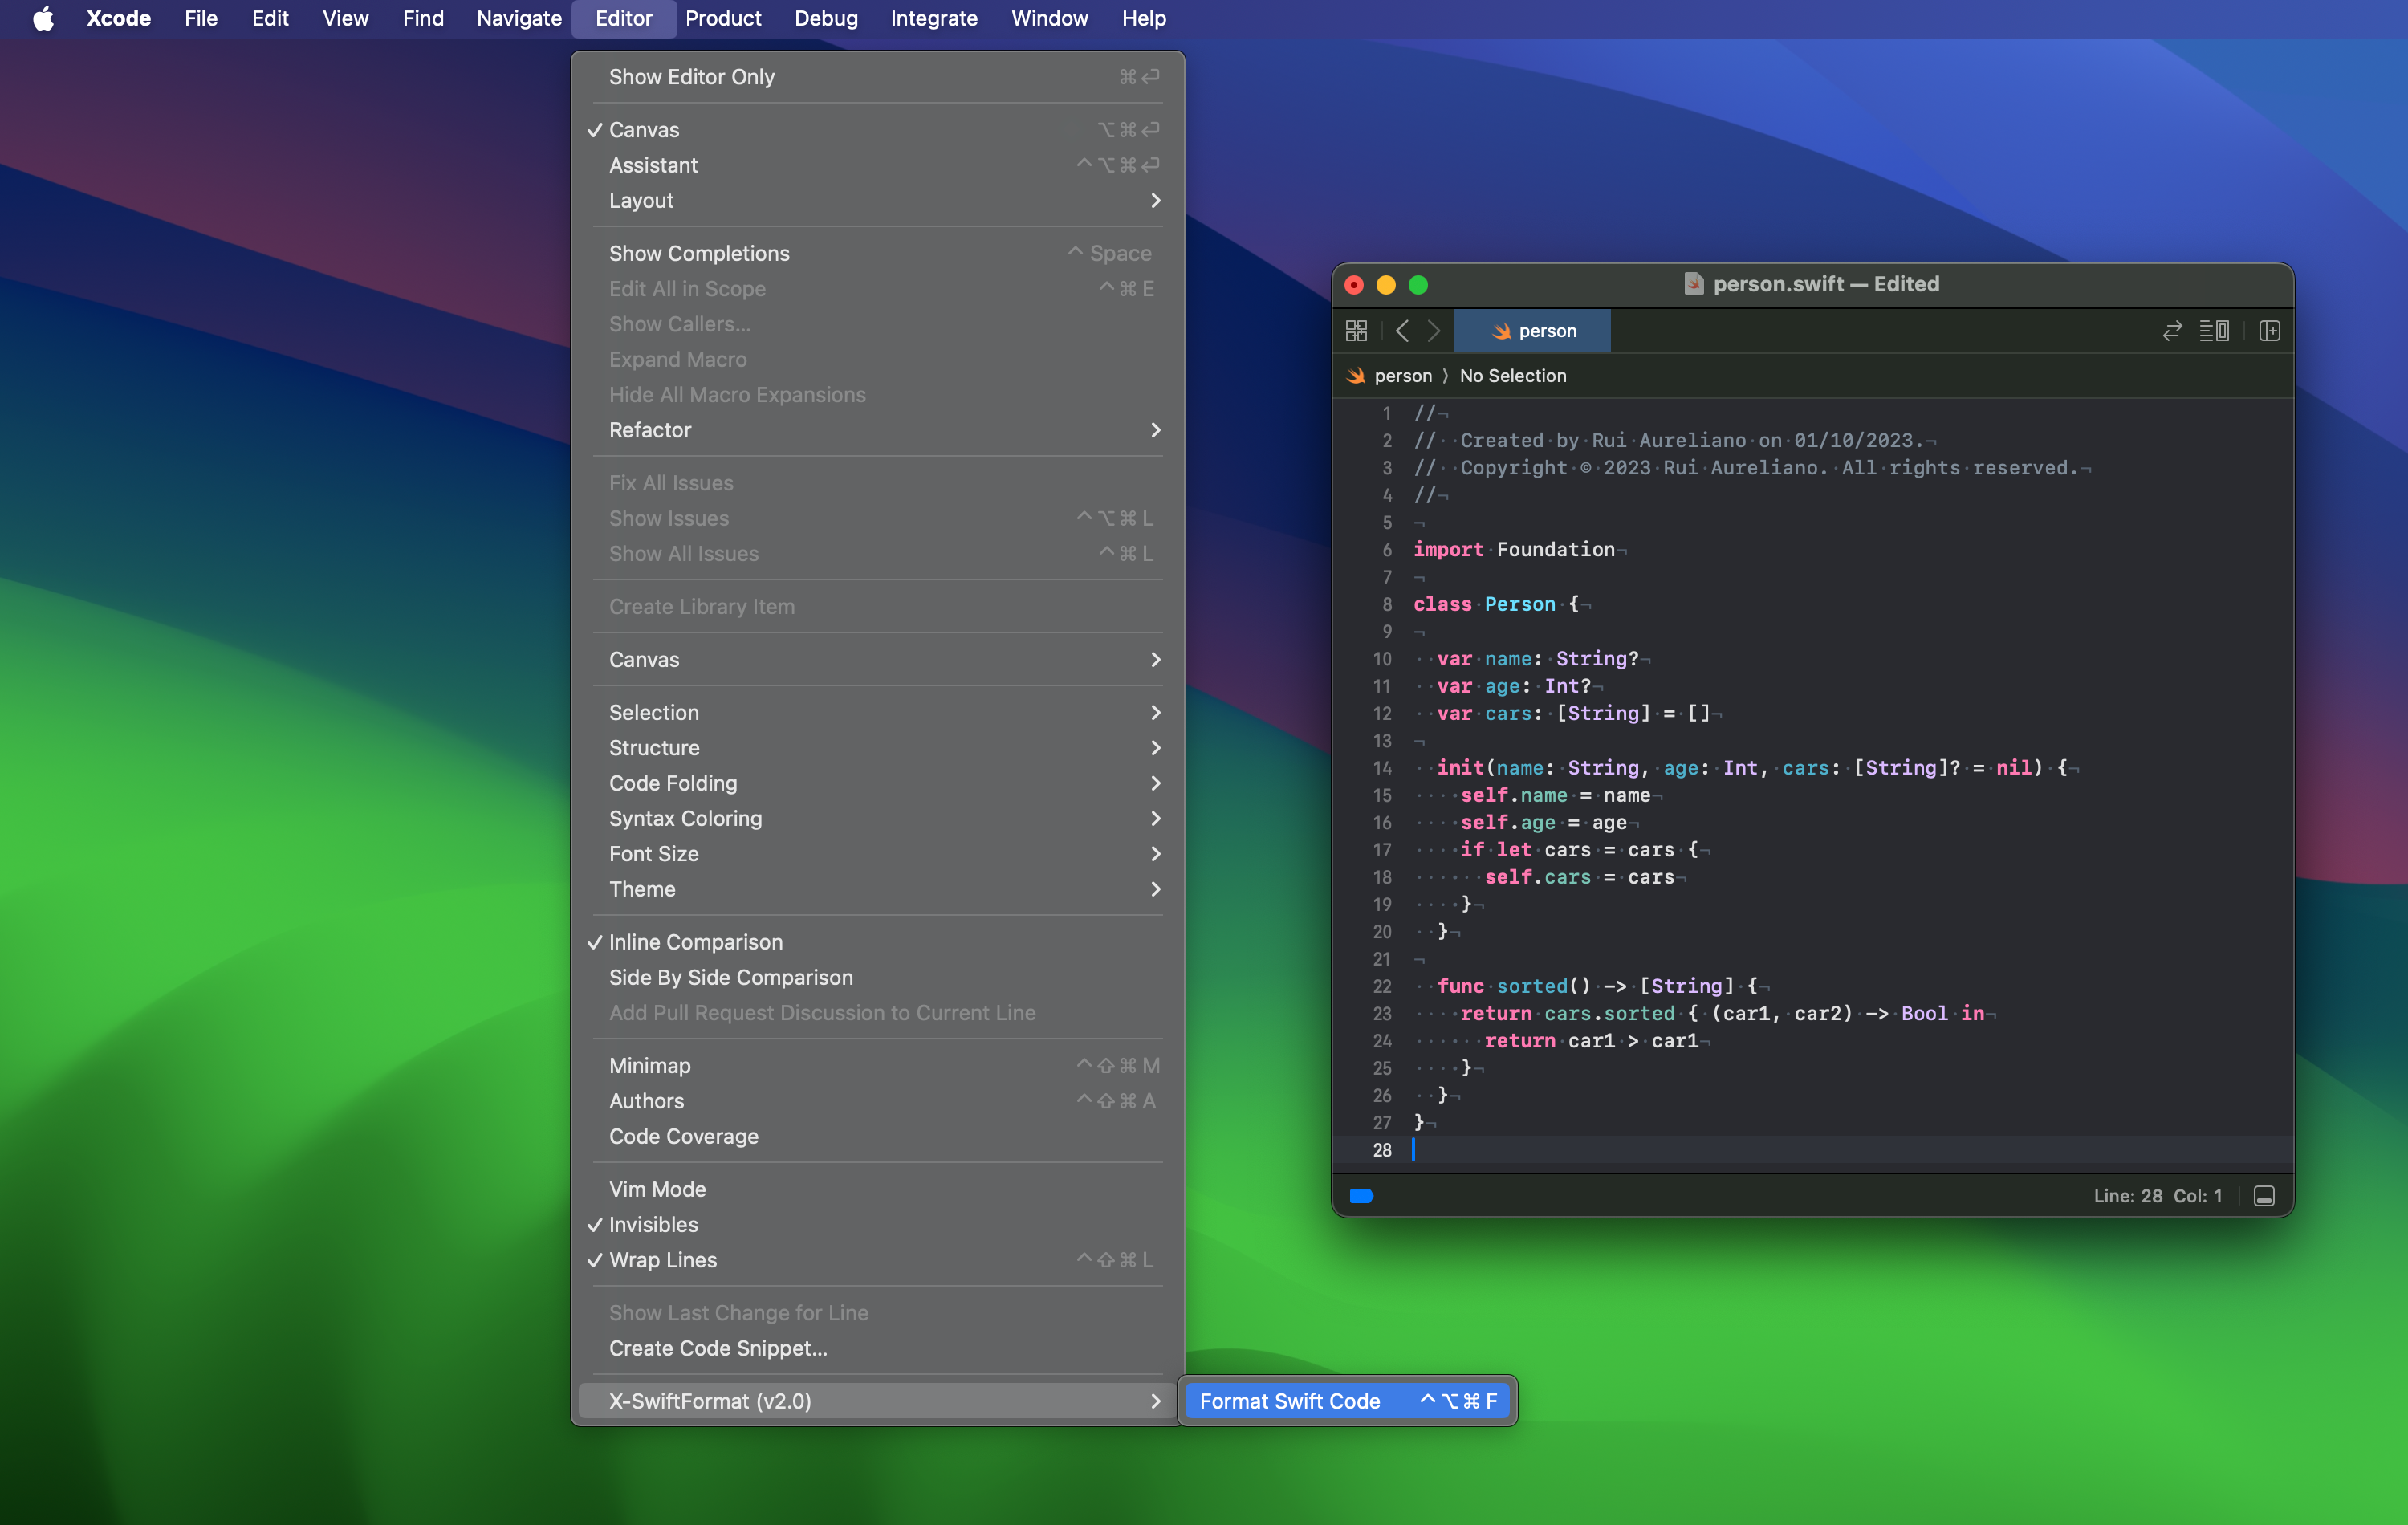 Xcode File Edit View Find Navigate Editor Product Debug Integrate Window Help
Show Editor Only ⌘↩
✓ Canvas ⌥⌘↩
Assistant ^⌥⌘↩
Layout >
Show Completions ^ Space
Edit All in Scope ^⌘E
Show Callers...
Expand Macro
Hide All Macro Expansions
Refactor >
Fix All Issues
Show Issues ^⌥⌘L
Show All Issues ^⌘L
Create Library Item
Canvas >
Selection >
Structure >
Code Folding >
Syntax Coloring >
Font Size >
Theme >
✓ Inline Comparison
Side By Side Comparison
Add Pull Request Discussion to Current Line
Minimap ^⇧⌘M
Authors ^⇧⌘A
Code Coverage
Vim Mode
✓ Invisibles
✓ Wrap Lines ^⇧⌘L
Show Last Change for Line
Create Code Snippet...
X-SwiftFormat (v2.0) >
Format Swift Code ^⌥⌘F
person.swift — Edited
person
person ⟩ No Selection
1 //¬
2 //··Created·by·Rui·Aureliano·on·01/10/2023.¬
3 //··Copyright·©·2023·Rui·Aureliano.·All·rights·reserved.¬
4 //¬
5 ¬
6 import·Foundation¬
7 ¬
8 class·Person·{¬
9 ¬
10 ··var·name:·String?¬
11 ··var·age:·Int?¬
12 ··var·cars:·[String]·=·[]¬
13 ¬
14 ··init(name:·String,·age:·Int,·cars:·[String]?·=·nil)·{¬
15 ····self.name·=·name¬
16 ····self.age·=·age¬
17 ····if·let·cars·=·cars·{¬
18 ······self.cars·=·cars¬
19 ····}¬
20 ··}¬
21 ¬
22 ··func·sorted()·->·[String]·{¬
23 ····return·cars.sorted·{·(car1,·car2)·->·Bool·in¬
24 ······return·car1·>·car1¬
25 ····}¬
26 ··}¬
27 }¬
28
Line: 28 Col: 1